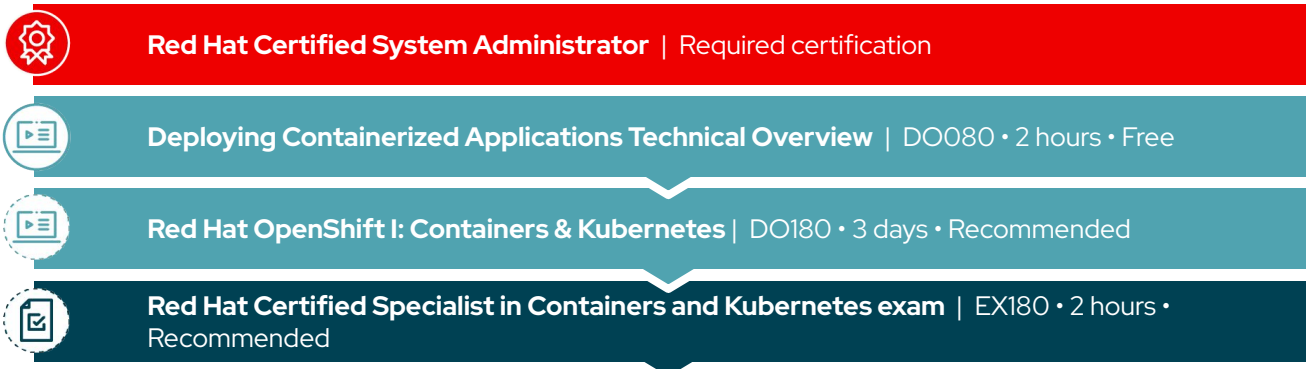 Red Hat Certified System Administrator | Required certification
Deploying Containerized Applications Technical Overview | DO080 • 2 hours • Free
Red Hat OpenShift I: Containers & Kubernetes | DO180 • 3 days • Recommended
Red Hat Certified Specialist in Containers and Kubernetes exam | EX180 • 2 hours •
Recommended